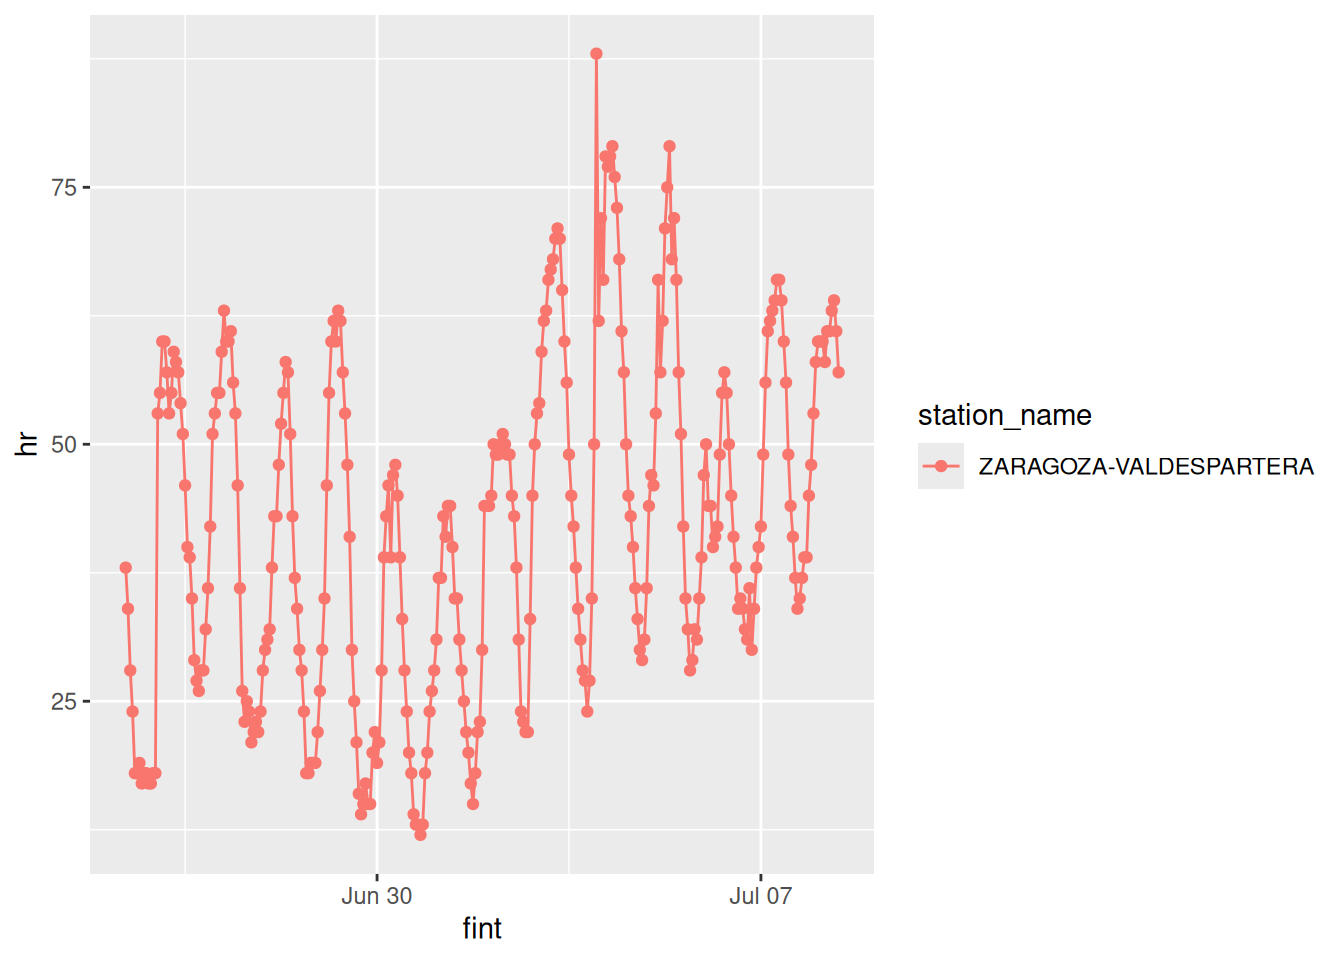 75
50
25
hr
Jun 30
Jul 07
fint
station_name
ZARAGOZA-VALDESPARTERA